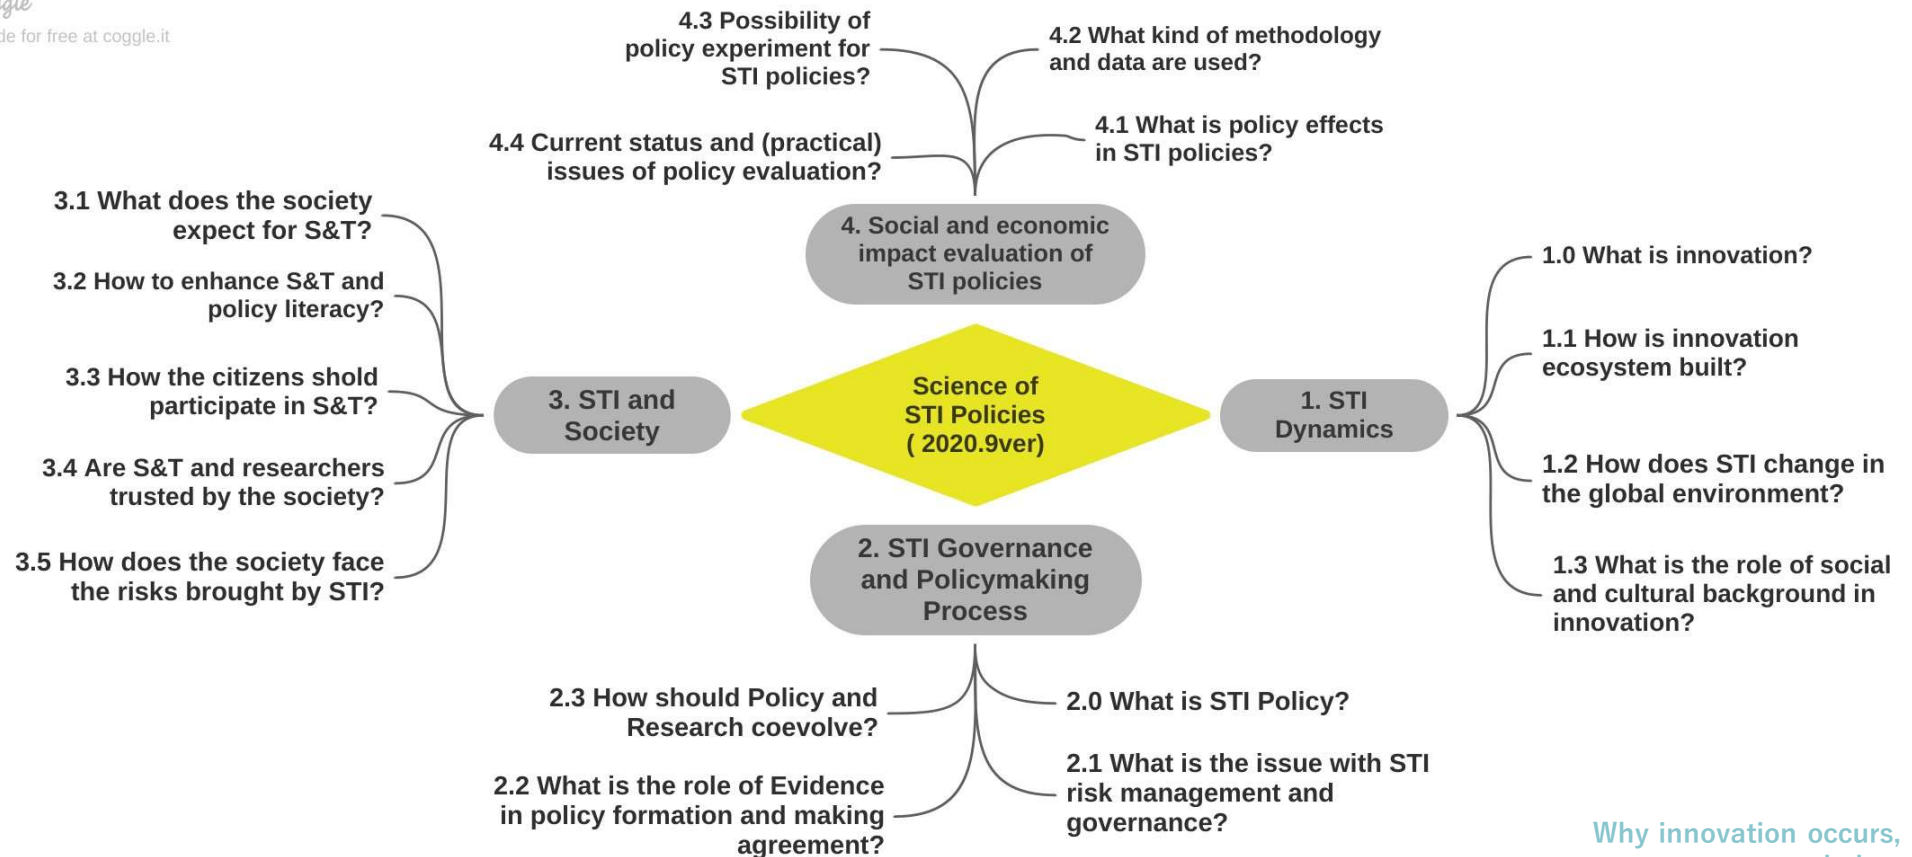 de for free at coggle.it
4.3 Possibility of
policy experiment for
STI policies?
4.2 What kind of methodology
and data are used?
4.4 Current status and (practical)
issues of policy evaluation?
4.1 What is policy effects
in STI policies?
4. Social and economic
impact evaluation of
STI policies
3.1 What does the society
expect for S&T?
3.2 How to enhance S&T and
policy literacy?
3.3 How the citizens shold
participate in S&T?
3.4 Are S&T and researchers
trusted by the society?
3.5 How does the society face
the risks brought by STI?
3. STI and
Society
Science of
STI Policies
( 2020.9ver)
1. STI
Dynamics
1.0 What is innovation?
1.1 How is innovation
ecosystem built?
1.2 How does STI change in
the global environment?
1.3 What is the role of social
and cultural background in
innovation?
2. STI Governance
and Policymaking
Process
2.3 How should Policy and
Research coevolve?
2.2 What is the role of Evidence
in policy formation and making
agreement?
2.0 What is STI Policy?
2.1 What is the issue with STI
risk management and
governance?
Why innovation occurs,